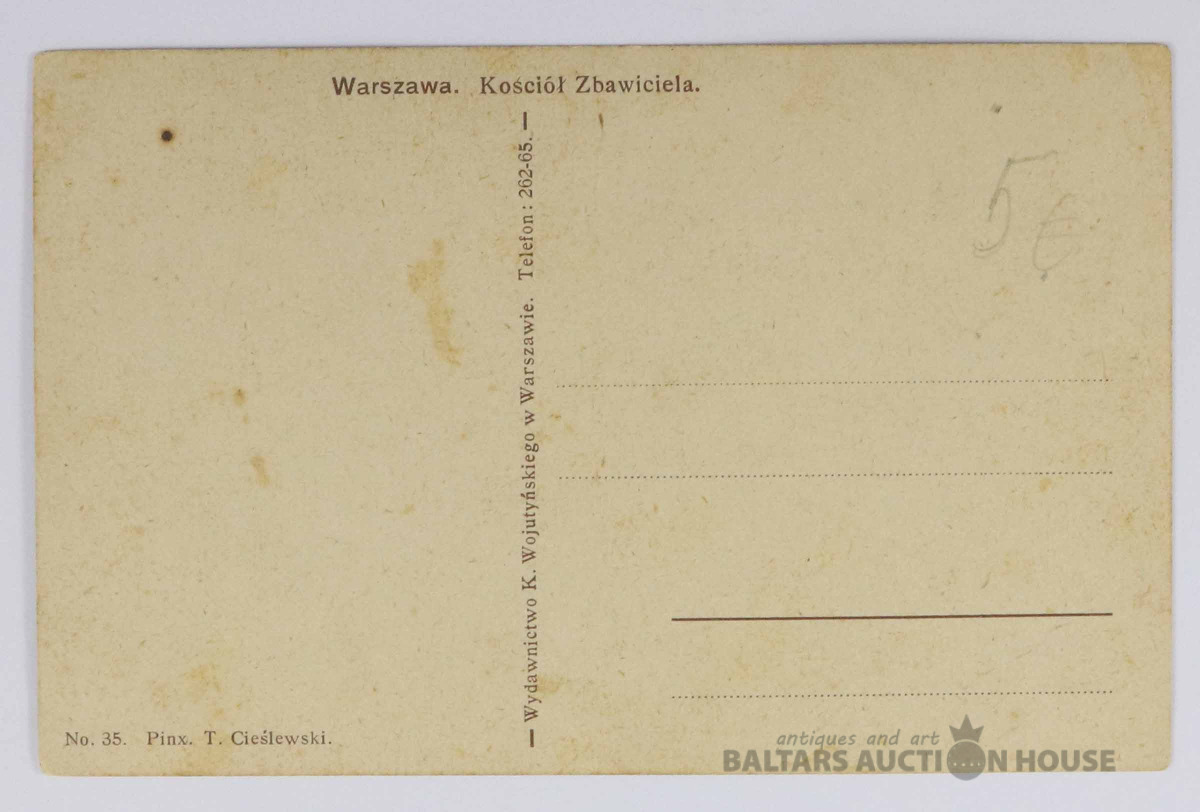 Warszawa. Kościół Zbawiciela.
5 €
— Wydawnictwo K. Wojutyńskiego w Warszawie. Telefon: 262-65. —
No. 35. Pinx. T. Cieślewski.
antiques and art
BALTARS AUCTION HOUSE